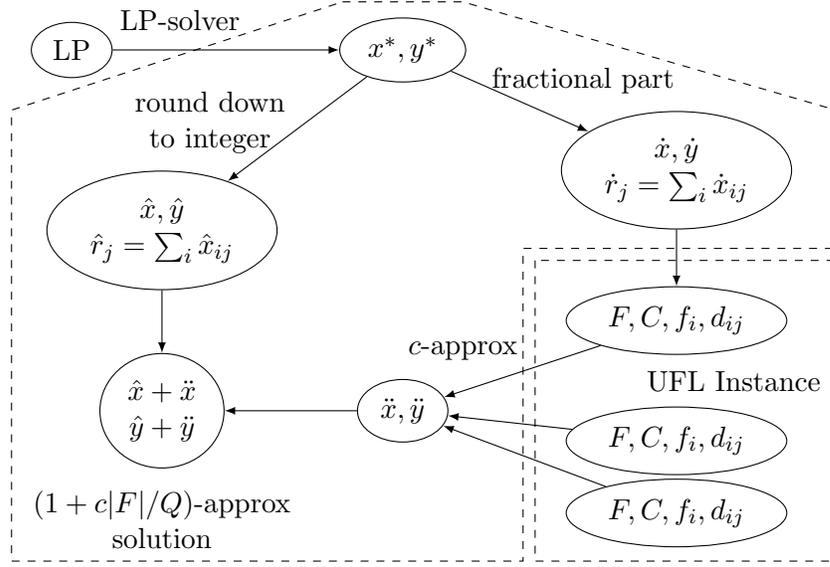 LP-solver
LP
x*, y*
fractional part
round down
to integer
ẋ, ẏ
ṙ_j = ∑_i ẋ_ij
x̂, ŷ
r̂_j = ∑_i x̂_ij
F, C, f_i, d_ij
c-approx
UFL Instance
x̂ + ẍ
ŷ + ÿ
ẍ, ÿ
F, C, f_i, d_ij
F, C, f_i, d_ij
(1 + c|F|/Q)-approx
solution